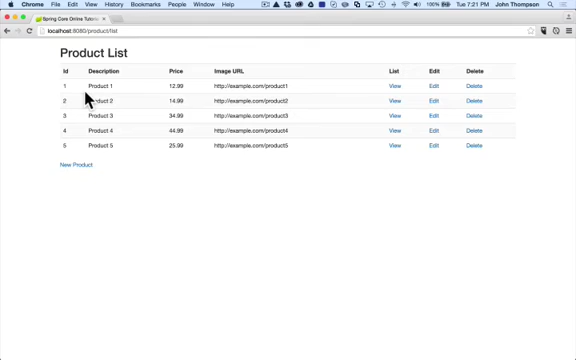 Chrome File Edit View History Bookmarks People Window Help 100% Tue 7:21 PM John Thompson
Spring Core Online Tutori
localhost:8080/product/list
Product List
Id Description Price Image URL List Edit Delete
1 Product 1 12.99 http://example.com/product1 View Edit Delete
2 Product 2 14.99 http://example.com/product2 View Edit Delete
3 Product 3 34.99 http://example.com/product3 View Edit Delete
4 Product 4 44.99 http://example.com/product4 View Edit Delete
5 Product 5 25.99 http://example.com/product5 View Edit Delete
New Product